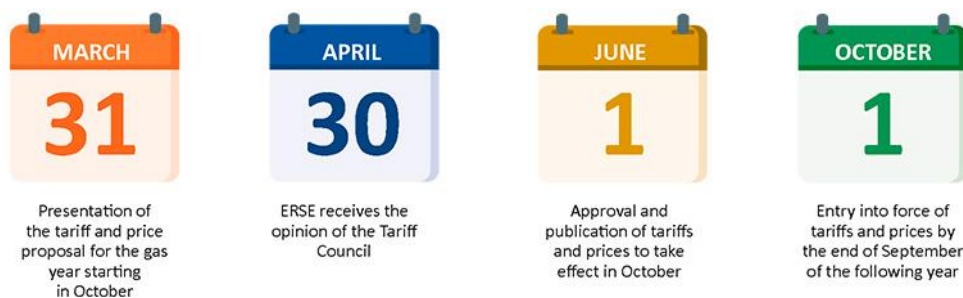 MARCH
31
Presentation of
the tariff and price
proposal for the gas
year starting
in October
APRIL
30
ERSE receives the
opinion of the Tariff
Council
JUNE
1
Approval and
publication of tariffs
and prices to take
effect in October
OCTOBER
1
Entry into force of
tariffs and prices by
the end of September
of the following year